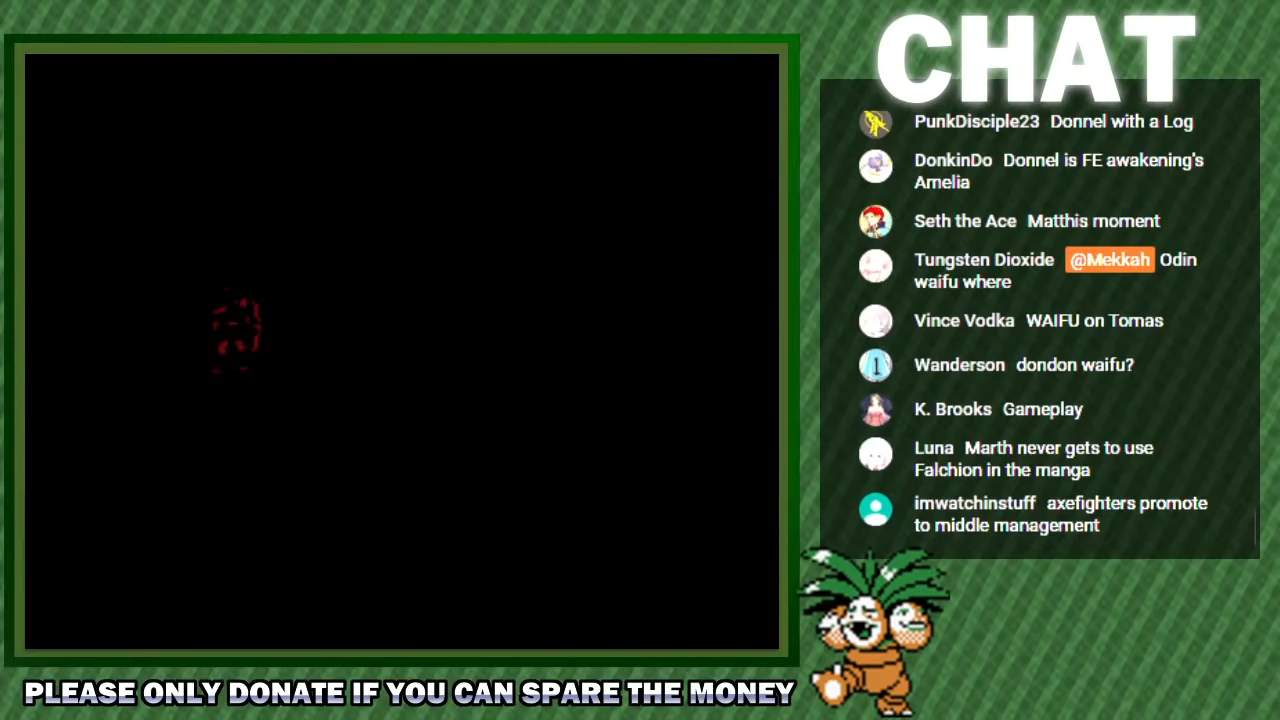 CHAT
PunkDisciple23 Donnel with a Log
DonkinDo Donnel is FE awakening's
Amelia
Seth the Ace Matthis moment
Tungsten Dioxide @Mekkah Odin
waifu where
Vince Vodka WAIFU on Tomas
Wanderson dondon waifu?
K. Brooks Gameplay
Luna Marth never gets to use
Falchion in the manga
imwatchinstuff axefighters promote
to middle management
PLEASE ONLY DONATE IF YOU CAN SPARE THE MONEY